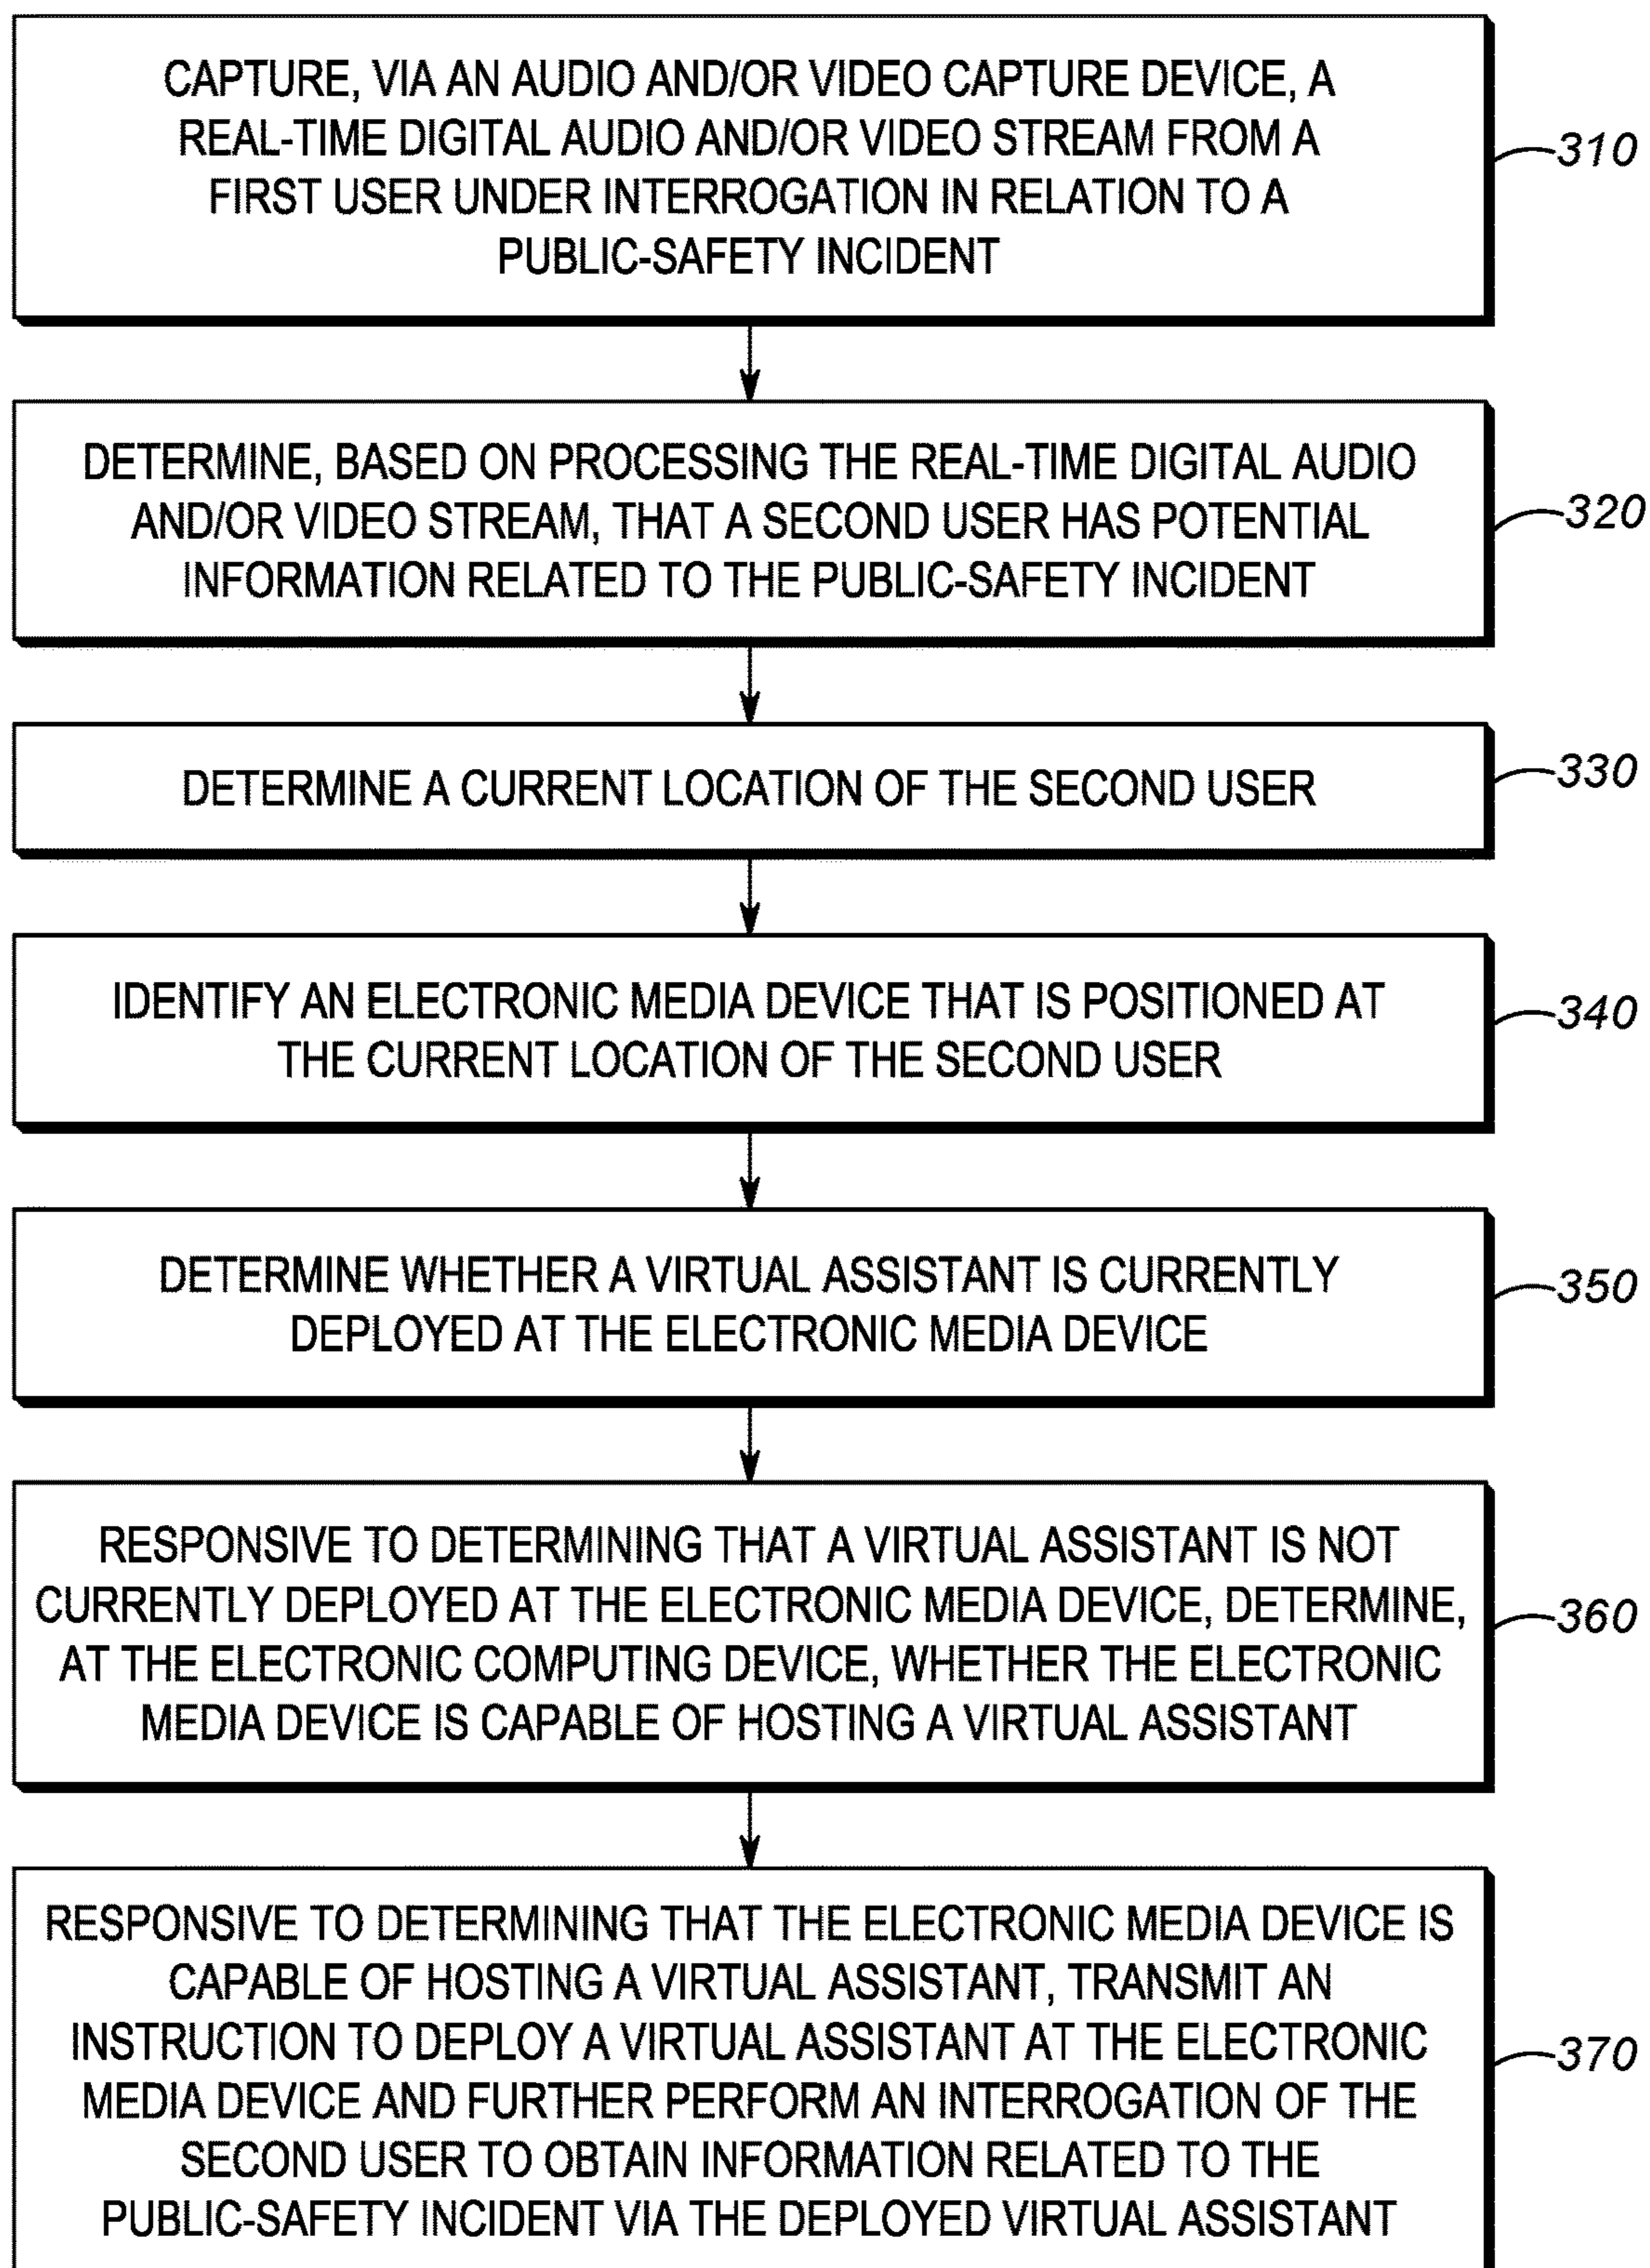 CAPTURE, VIA AN AUDIO AND/OR VIDEO CAPTURE DEVICE, A
REAL-TIME DIGITAL AUDIO AND/OR VIDEO STREAM FROM A
FIRST USER UNDER INTERROGATION IN RELATION TO A
PUBLIC-SAFETY INCIDENT
310
DETERMINE, BASED ON PROCESSING THE REAL-TIME DIGITAL AUDIO
AND/OR VIDEO STREAM, THAT A SECOND USER HAS POTENTIAL
INFORMATION RELATED TO THE PUBLIC-SAFETY INCIDENT
320
DETERMINE A CURRENT LOCATION OF THE SECOND USER
330
IDENTIFY AN ELECTRONIC MEDIA DEVICE THAT IS POSITIONED AT
THE CURRENT LOCATION OF THE SECOND USER
340
DETERMINE WHETHER A VIRTUAL ASSISTANT IS CURRENTLY
DEPLOYED AT THE ELECTRONIC MEDIA DEVICE
350
RESPONSIVE TO DETERMINING THAT A VIRTUAL ASSISTANT IS NOT
CURRENTLY DEPLOYED AT THE ELECTRONIC MEDIA DEVICE, DETERMINE,
AT THE ELECTRONIC COMPUTING DEVICE, WHETHER THE ELECTRONIC
MEDIA DEVICE IS CAPABLE OF HOSTING A VIRTUAL ASSISTANT
360
RESPONSIVE TO DETERMINING THAT THE ELECTRONIC MEDIA DEVICE IS
CAPABLE OF HOSTING A VIRTUAL ASSISTANT, TRANSMIT AN
INSTRUCTION TO DEPLOY A VIRTUAL ASSISTANT AT THE ELECTRONIC
MEDIA DEVICE AND FURTHER PERFORM AN INTERROGATION OF THE
SECOND USER TO OBTAIN INFORMATION RELATED TO THE
PUBLIC-SAFETY INCIDENT VIA THE DEPLOYED VIRTUAL ASSISTANT
370